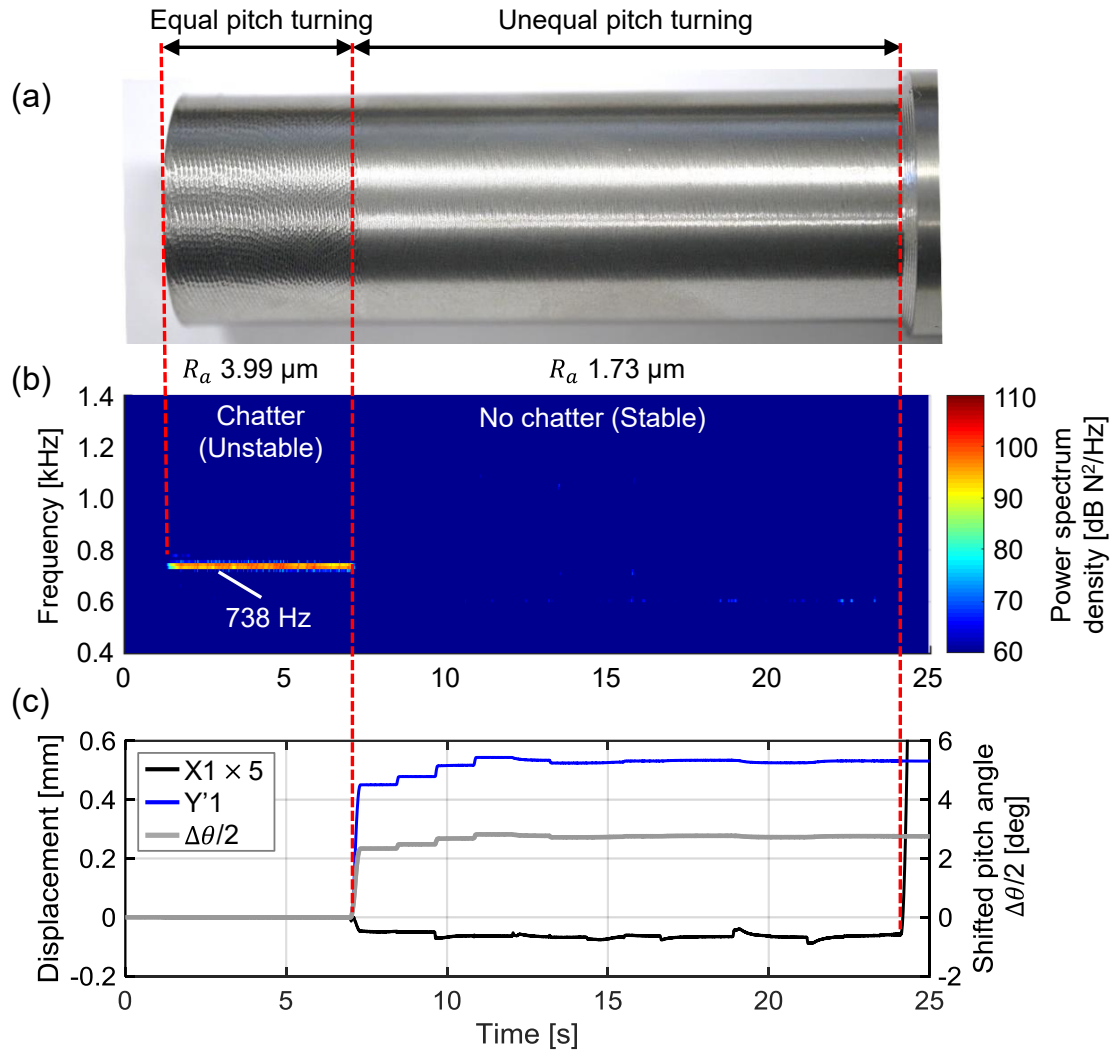 Equal pitch turning
Unequal pitch turning
(a)
Rₐ 3.99 µm
Rₐ 1.73 µm
(b)
Chatter
(Unstable)
No chatter (Stable)
738 Hz
Frequency [kHz]
1.4
1.2
1.0
0.8
0.6
0.4
0
5
10
15
20
25
110
100
90
80
70
60
Power spectrum
density [dB N²/Hz]
(c)
X1 × 5
Y'1
Δθ/2
Displacement [mm]
0.6
0.4
0.2
0
-0.2
6
4
2
0
-2
Shifted pitch angle
Δθ/2 [deg]
0
5
10
15
20
25
Time [s]